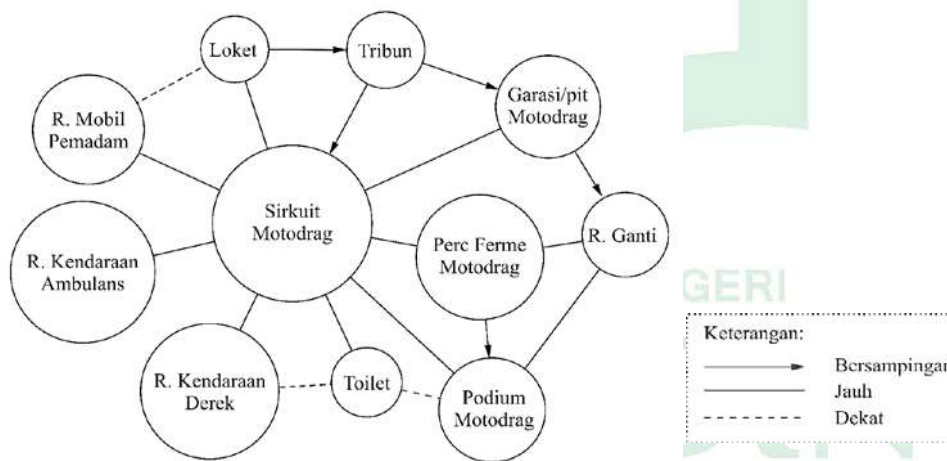 Loket
Tribun
Garasi/pit
Motodrag
R. Mobil
Pemadam
Sirkuit
Motodrag
Perc Ferme
Motodrag
R. Ganti
R. Kendaraan
Ambulans
GERI
R. Kendaraan
Derek
Toilet
Podium
Motodrag
Keterangan:
Bersampingan
Jauh
Dekat